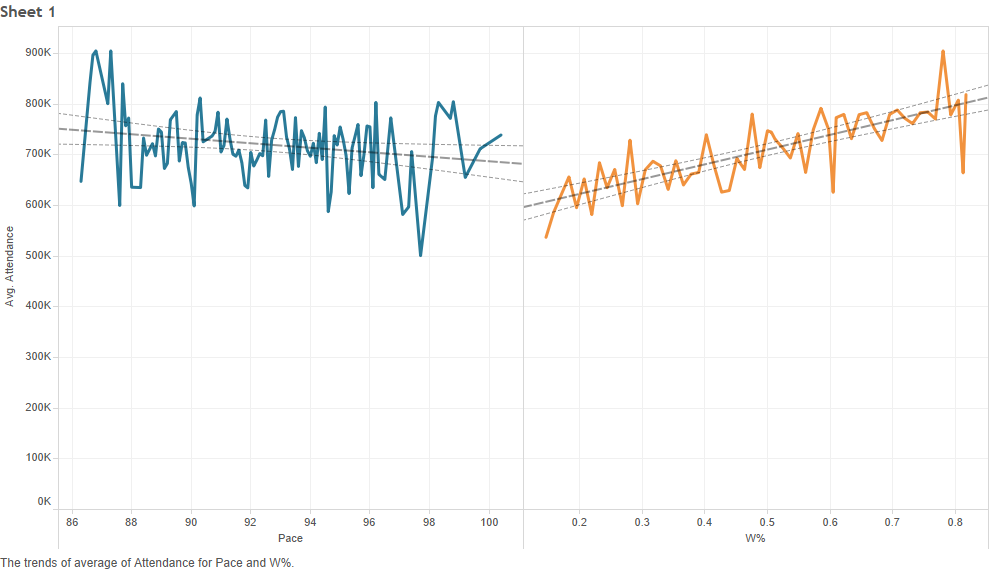 Sheet 1
900K
800K
700K
600K
500K
400K
300K
200K
100K
0K
Avg. Attendance
86 88 90 92 94 96 98 100
Pace
0.2 0.3 0.4 0.5 0.6 0.7 0.8
W%
The trends of average of Attendance for Pace and W%.